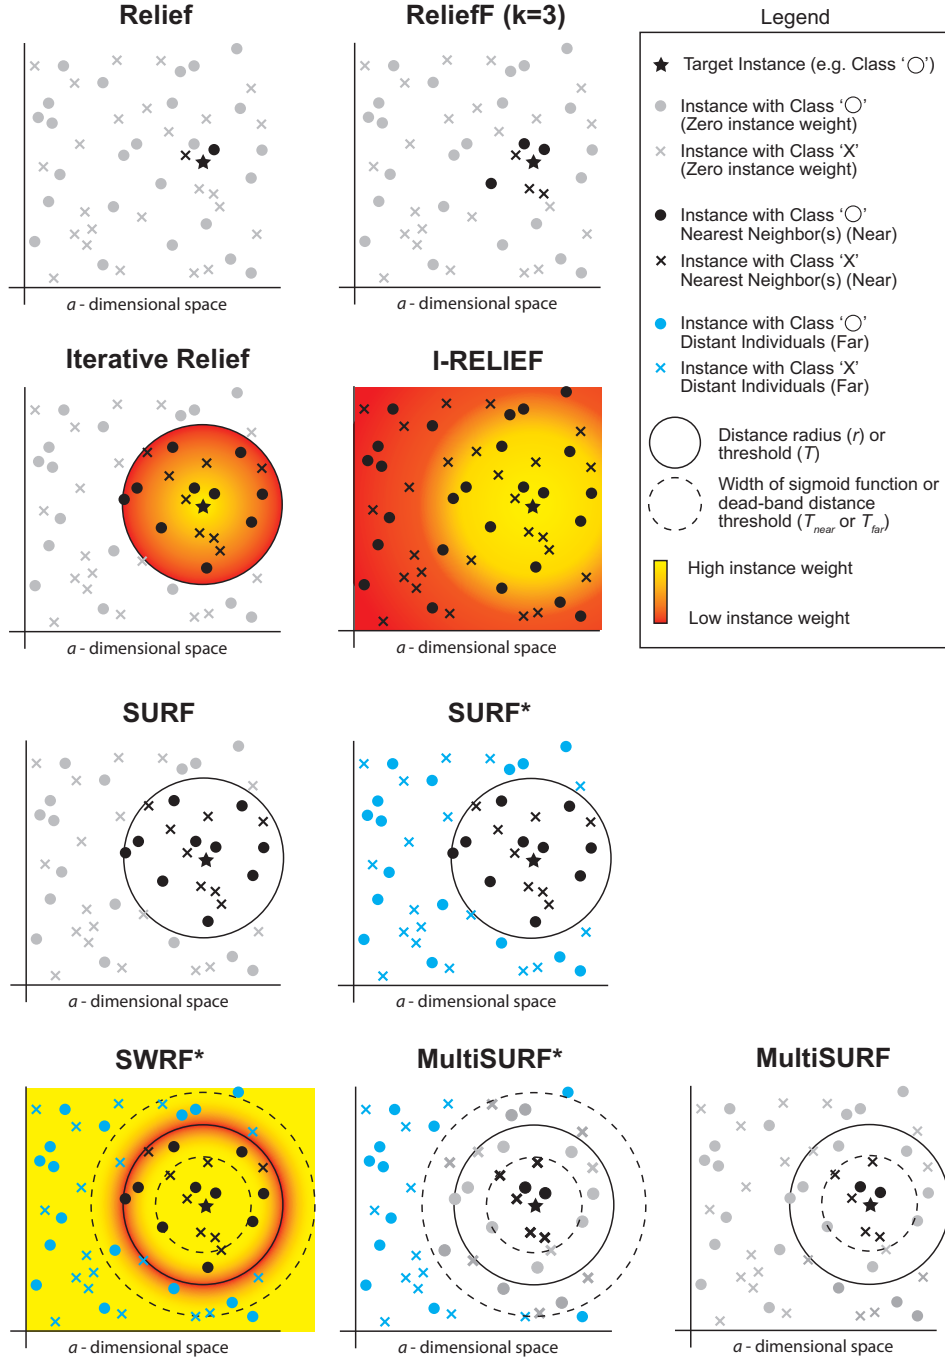 Relief
ReliefF (k=3)
Legend
Target Instance (e.g. Class ‘◯’)
Instance with Class ‘◯’
(Zero instance weight)
Instance with Class ‘X’
(Zero instance weight)
Instance with Class ‘◯’
Nearest Neighbor(s) (Near)
Instance with Class ‘X’
Nearest Neighbor(s) (Near)
Instance with Class ‘◯’
Distant Individuals (Far)
Instance with Class ‘X’
Distant Individuals (Far)
Distance radius (r) or
threshold (T)
Width of sigmoid function or
dead-band distance
threshold (Tnear or Tfar)
High instance weight
Low instance weight
a - dimensional space
a - dimensional space
Iterative Relief
I-RELIEF
a - dimensional space
a - dimensional space
SURF
SURF*
a - dimensional space
a - dimensional space
SWRF*
MultiSURF*
MultiSURF
a - dimensional space
a - dimensional space
a - dimensional space